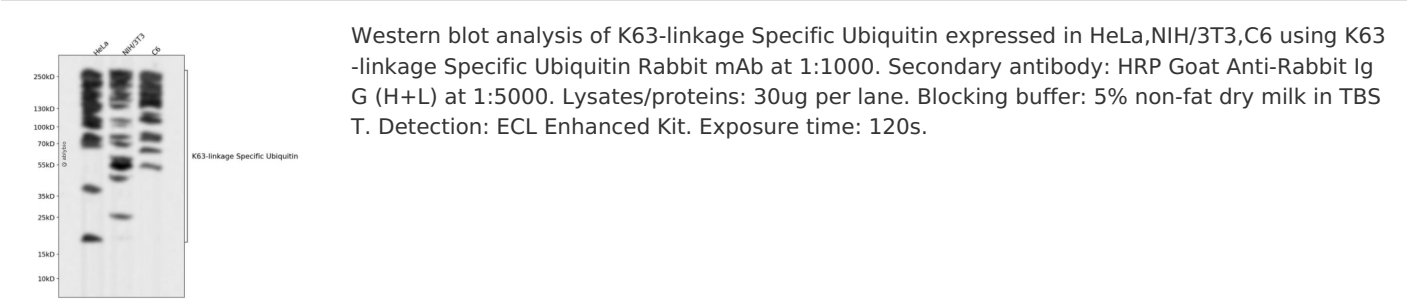 HeLa
NIH/3T3
C6
250kD
130kD
100kD
70kD
55kD
35kD
25kD
15kD
10kD
K63-linkage Specific Ubiquitin
Western blot analysis of K63-linkage Specific Ubiquitin expressed in HeLa,NIH/3T3,C6 using K63
-linkage Specific Ubiquitin Rabbit mAb at 1:1000. Secondary antibody: HRP Goat Anti-Rabbit Ig
G (H+L) at 1:5000. Lysates/proteins: 30ug per lane. Blocking buffer: 5% non-fat dry milk in TBS
T. Detection: ECL Enhanced Kit. Exposure time: 120s.